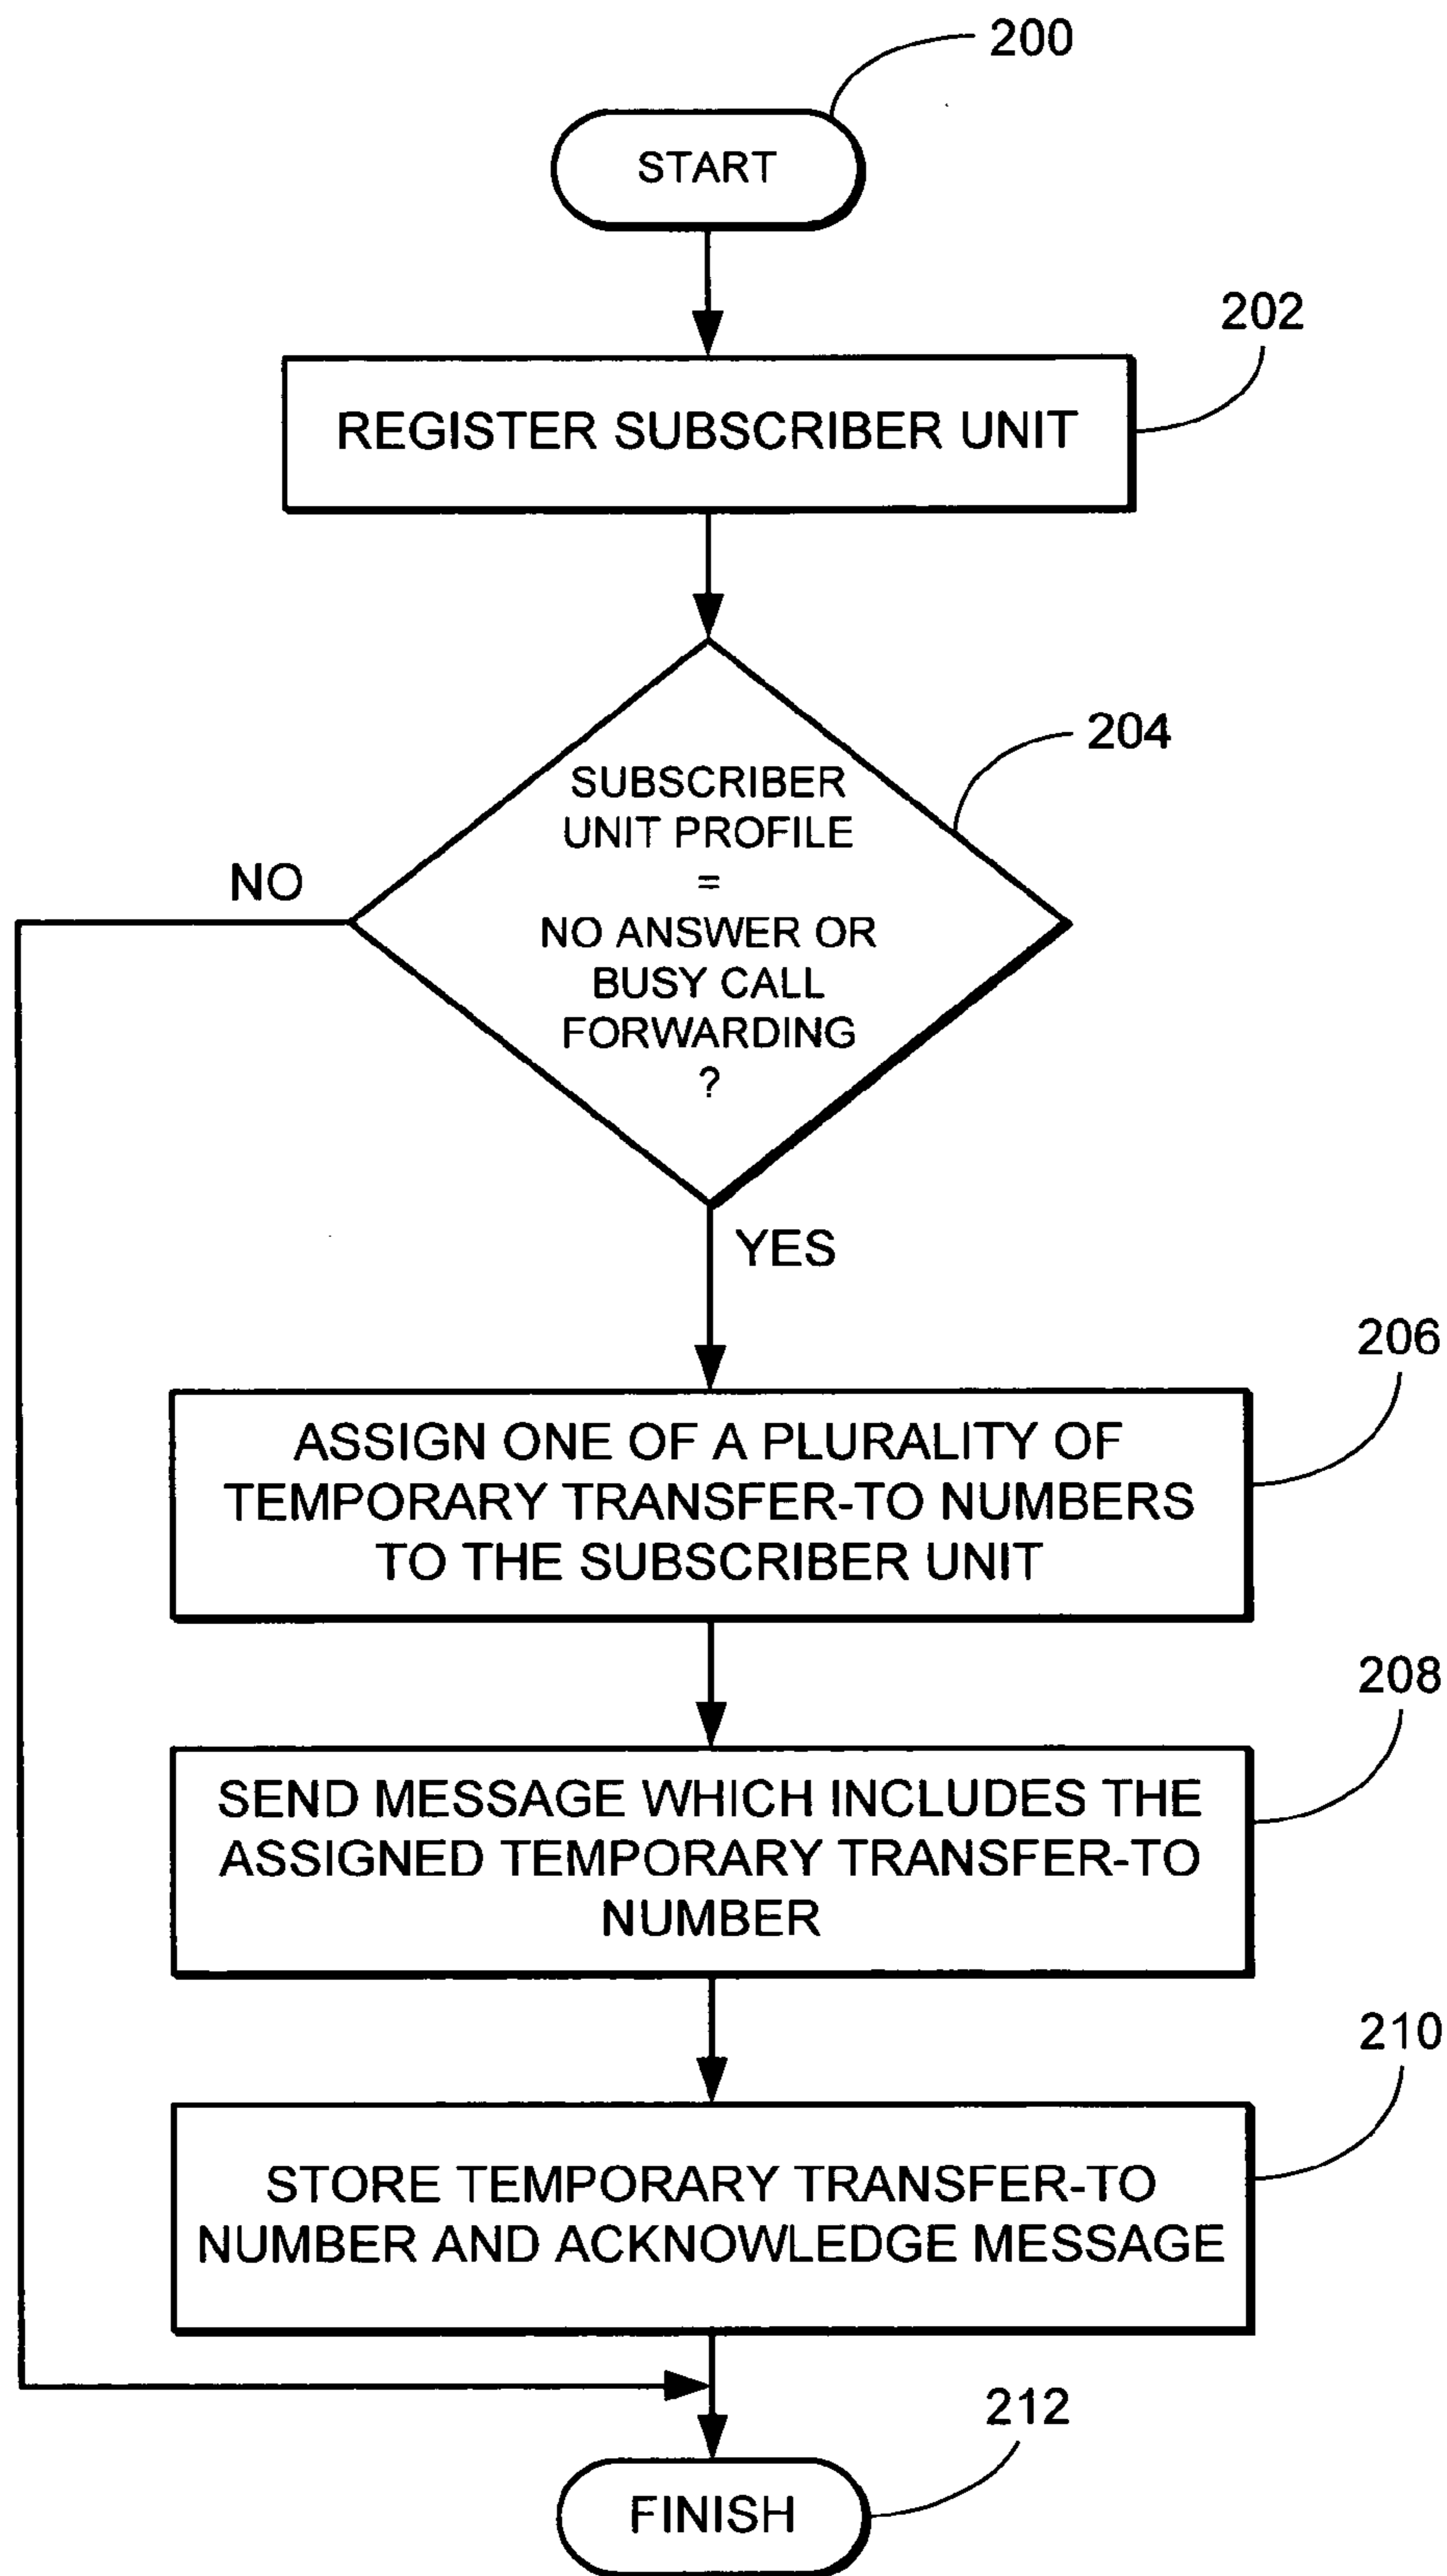 200
START
202
REGISTER SUBSCRIBER UNIT
204
SUBSCRIBER
UNIT PROFILE
=
NO ANSWER OR
BUSY CALL
FORWARDING
?
NO
YES
206
ASSIGN ONE OF A PLURALITY OF
TEMPORARY TRANSFER-TO NUMBERS
TO THE SUBSCRIBER UNIT
208
SEND MESSAGE WHICH INCLUDES THE
ASSIGNED TEMPORARY TRANSFER-TO
NUMBER
210
STORE TEMPORARY TRANSFER-TO
NUMBER AND ACKNOWLEDGE MESSAGE
212
FINISH